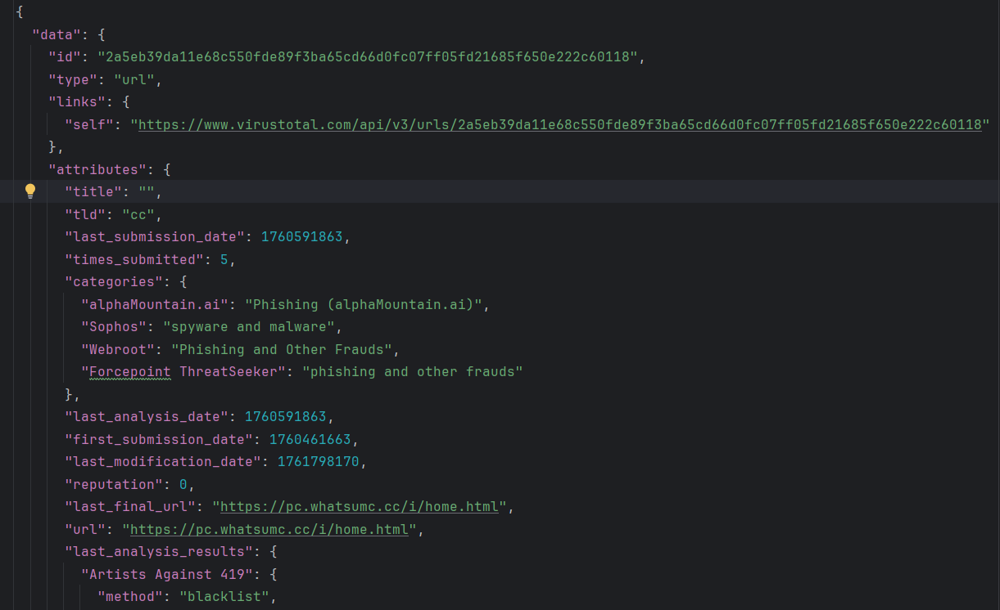 {
"data": {
"id": "2a5eb39da11e68c550fde89f3ba65cd66d0fc07ff05fd21685f650e222c60118",
"type": "url",
"links": {
"self": "https://www.virustotal.com/api/v3/urls/2a5eb39da11e68c550fde89f3ba65cd66d0fc07ff05fd21685f650e222c60118"
},
"attributes": {
"title": "",
"tld": "cc",
"last_submission_date": 1760591863,
"times_submitted": 5,
"categories": {
"alphaMountain.ai": "Phishing (alphaMountain.ai)",
"Sophos": "spyware and malware",
"Webroot": "Phishing and Other Frauds",
"Forcepoint ThreatSeeker": "phishing and other frauds"
},
"last_analysis_date": 1760591863,
"first_submission_date": 1760461663,
"last_modification_date": 1761798170,
"reputation": 0,
"last_final_url": "https://pc.whatsumc.cc/i/home.html",
"url": "https://pc.whatsumc.cc/i/home.html",
"last_analysis_results": {
"Artists Against 419": {
"method": "blacklist",